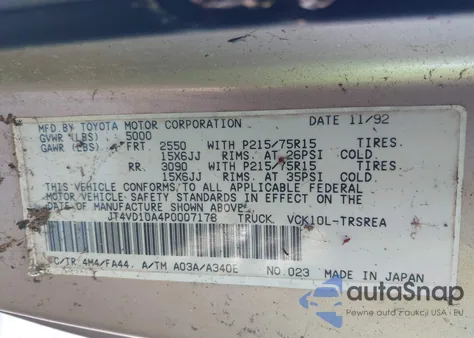 MFD BY TOYOTA MOTOR CORPORATION DATE 11/92
GVWR (LBS) 5000
GAWR (LBS) FRT. 2550 WITH P215/75R15 TIRES.
15X6JJ RIMS. AT 26PSI COLD
RR. 3090 WITH P215/75R15 TIRES.
15X6JJ RIMS. AT 35PSI COLD
THIS VEHICLE CONFORMS TO ALL APPLICABLE FEDERAL
MOTOR VEHICLE SAFETY STANDARDS IN EFFECT ON THE
DATE OF MANUFACTURE SHOWN ABOVE.
JT4VD10A4P0007178 TRUCK VCK10L-TRSREA
C/TR 4M4/FA44 A/TM A03A/A340E NO.023 MADE IN JAPAN
autoSnap
Pojazdy z Aukcji USA i EU